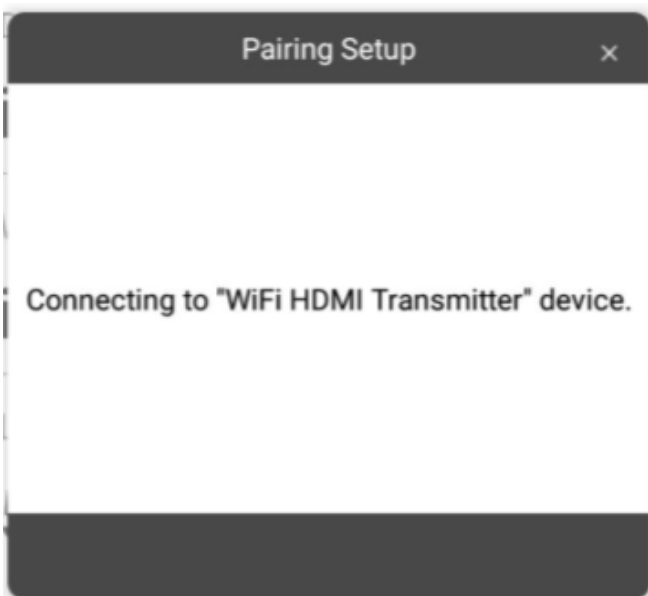 Pairing Setup ×
Connecting to "WiFi HDMI Transmitter" device.